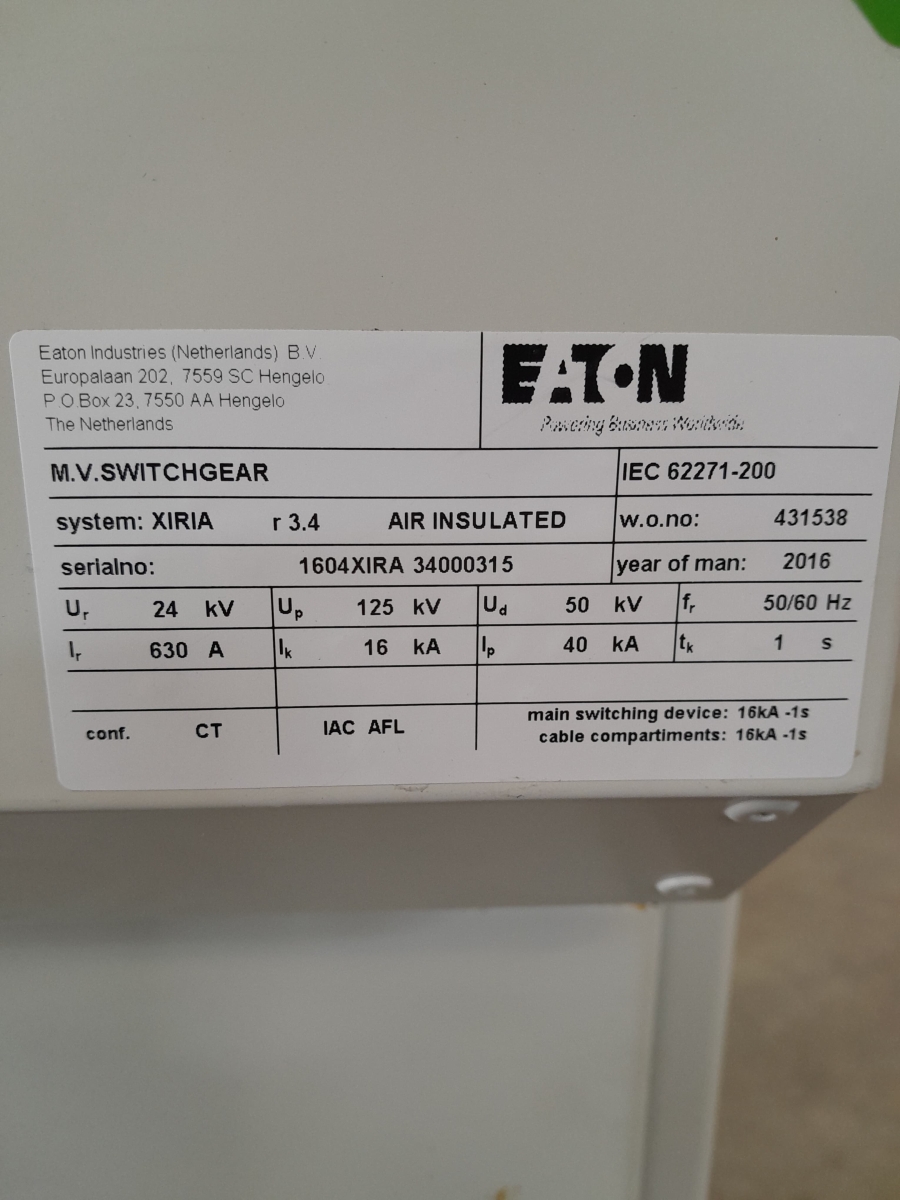 Eaton Industries (Netherlands) B.V.
Europalaan 202, 7559 SC Hengelo
P.O.Box 23, 7550 AA Hengelo
The Netherlands
EATON
Powering Business Worldwide
M.V.SWITCHGEAR IEC 62271-200
system: XIRIA r 3.4 AIR INSULATED w.o.no: 431538
serialno: 1604XIRA 34000315 year of man: 2016
Ur 24 kV Up 125 kV Ud 50 kV fr 50/60 Hz
Ir 630 A Ik 16 kA Ip 40 kA tk 1 s
conf. CT IAC AFL main switching device: 16kA -1s
cable compartiments: 16kA -1s